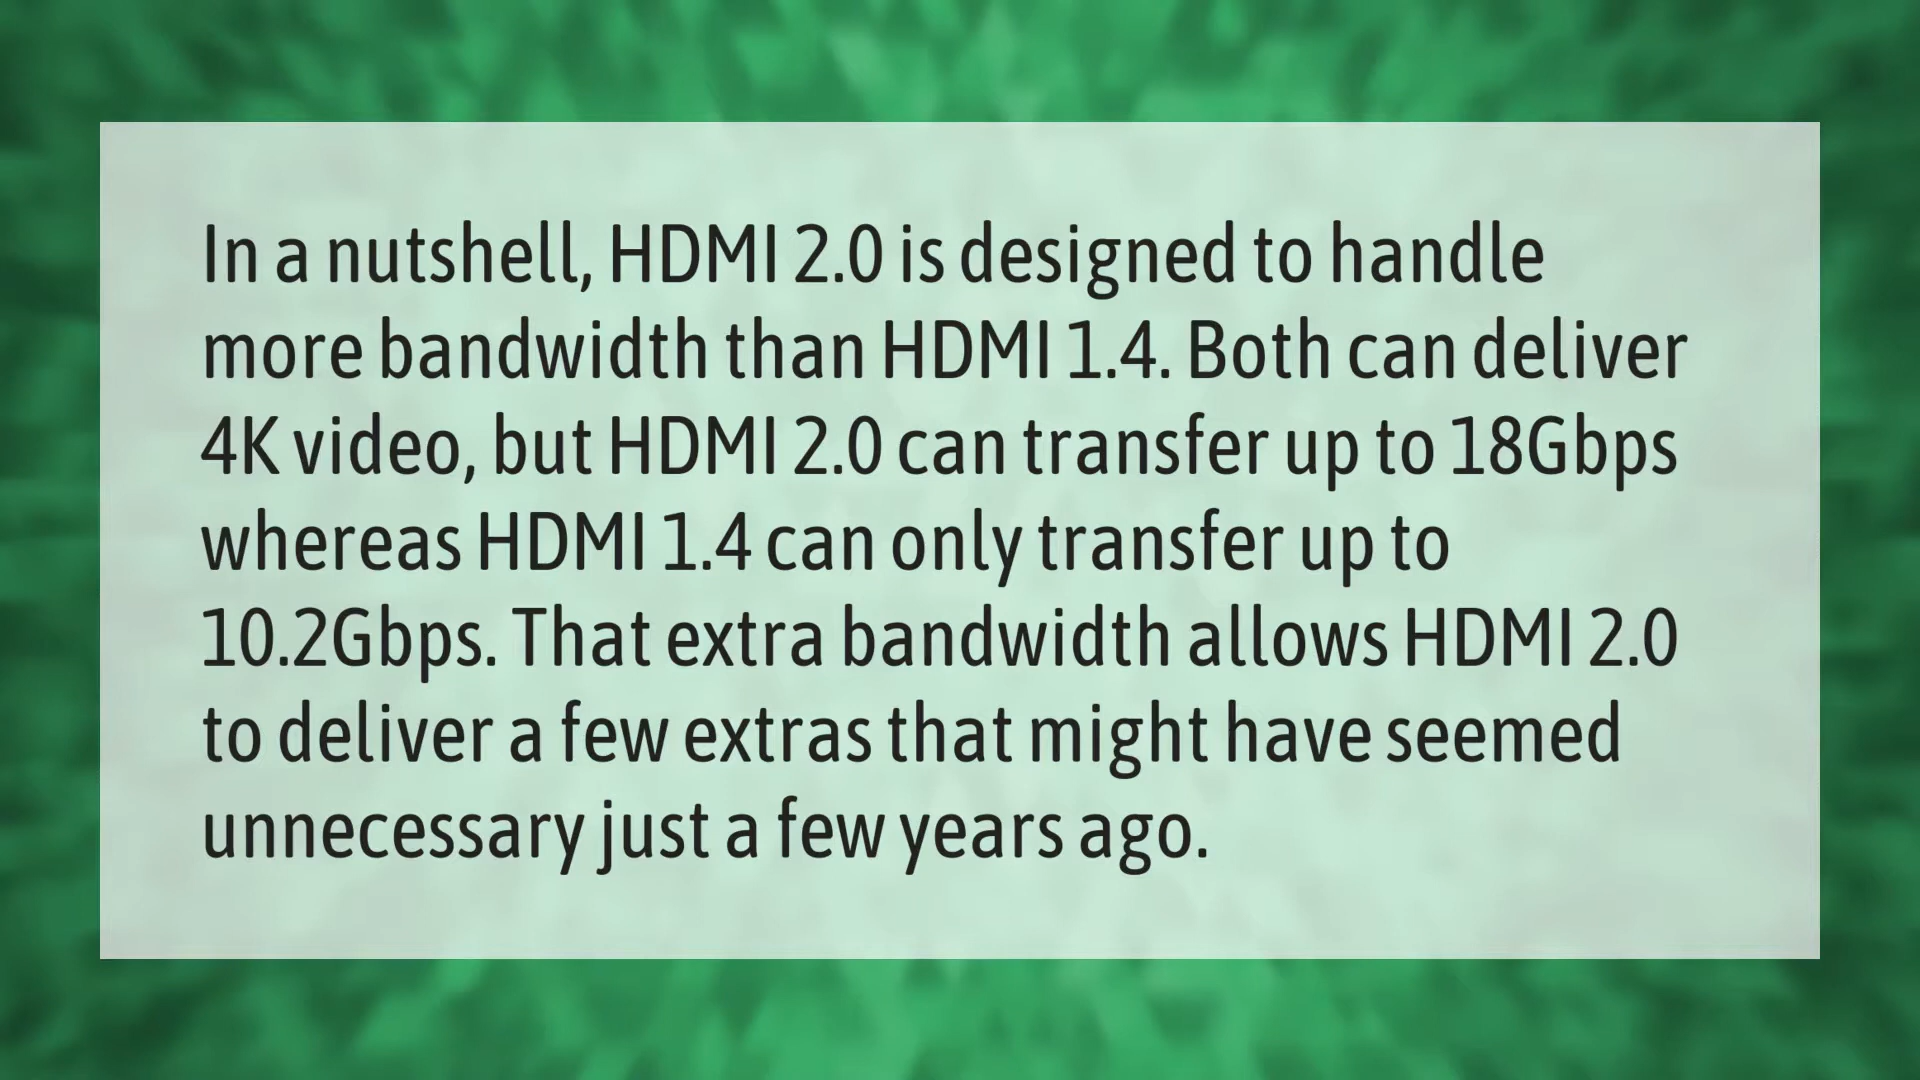 In a nutshell, HDMI 2.0 is designed to handle
more bandwidth than HDMI 1.4. Both can deliver
4K video, but HDMI 2.0 can transfer up to 18Gbps
whereas HDMI 1.4 can only transfer up to
10.2Gbps. That extra bandwidth allows HDMI 2.0
to deliver a few extras that might have seemed
unnecessary just a few years ago.